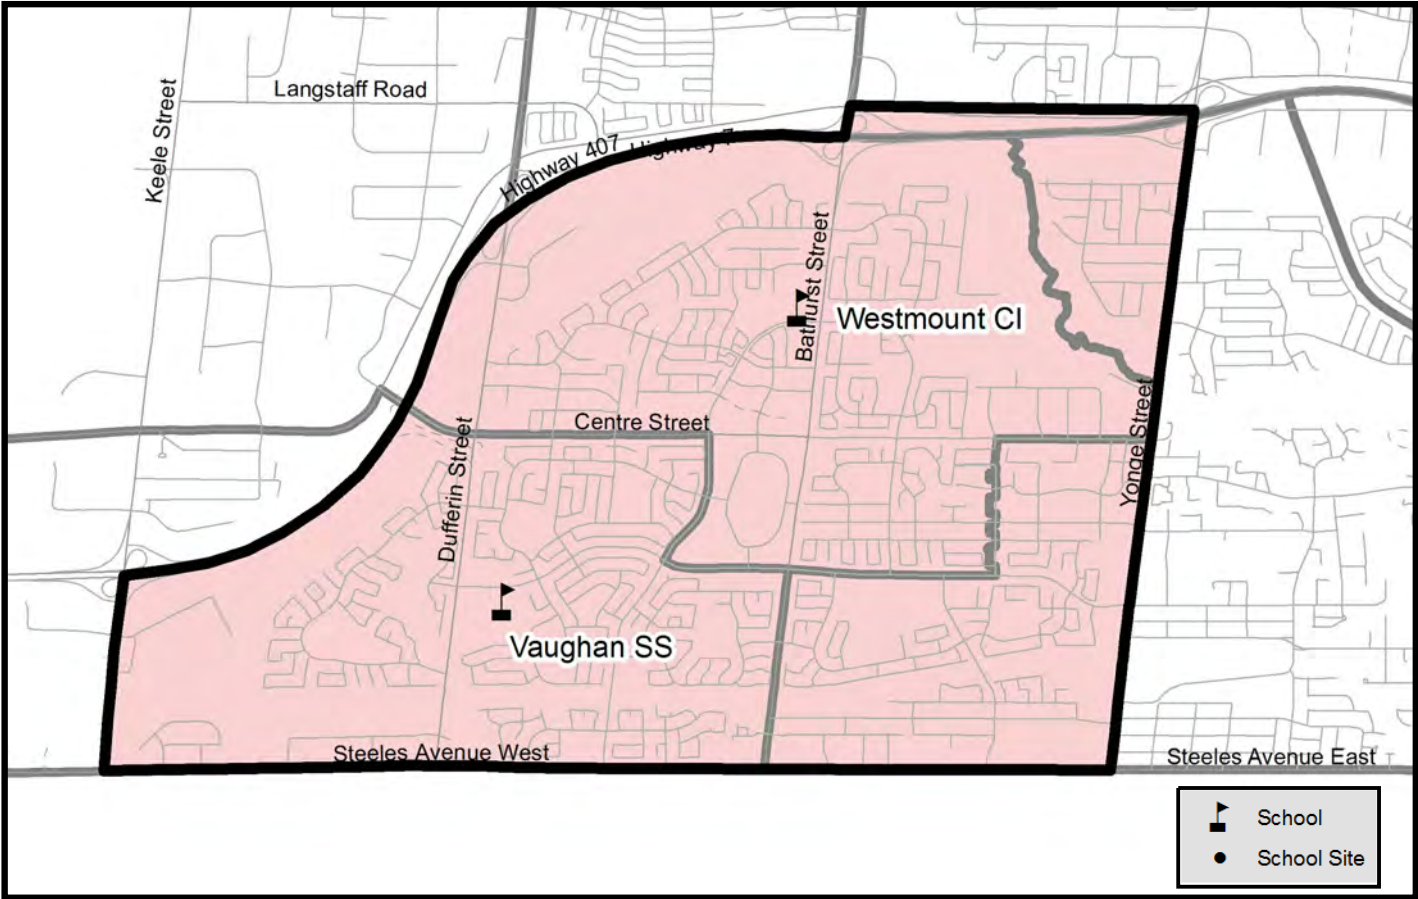 Langstaff Road
Keele Street
Highway 407
Highway 7
Bathurst Street
Westmount CI
Centre Street
Dufferin Street
Yonge Street
Vaughan SS
Steeles Avenue West
Steeles Avenue East
School
School Site